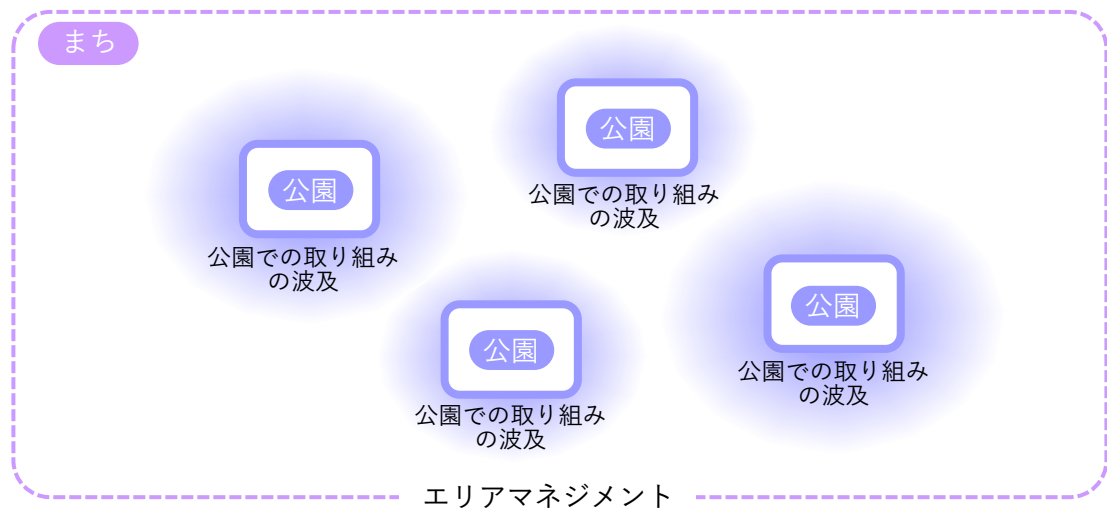 まち
公園
公園での取り組み
の波及
公園
公園での取り組み
の波及
公園
公園での取り組み
の波及
公園
公園での取り組み
の波及
エリアマネジメント